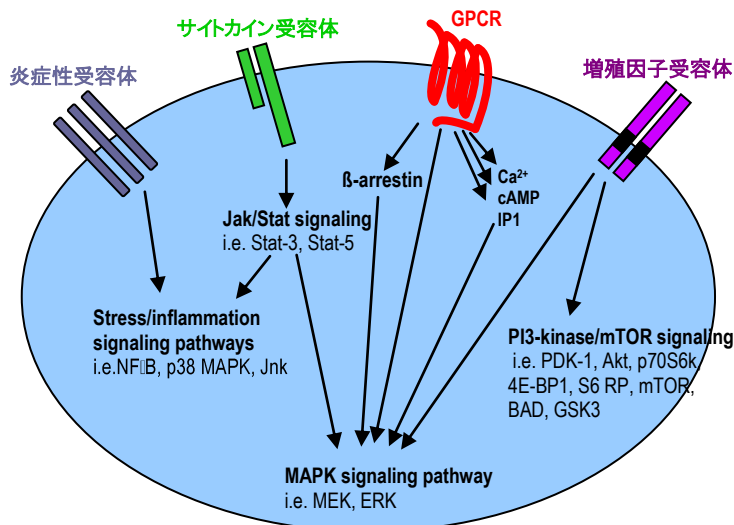 GPCR
サイトカイン受容体
炎症性受容体
増殖因子受容体
ß-arrestin
Ca²⁺
cAMP
IP1
Jak/Stat signaling
i.e. Stat-3, Stat-5
Stress/inflammation
signaling pathways
i.e.NF▯B, p38 MAPK, Jnk
PI3-kinase/mTOR signaling
i.e. PDK-1, Akt, p70S6k,
4E-BP1, S6 RP, mTOR,
BAD, GSK3
MAPK signaling pathway
i.e. MEK, ERK